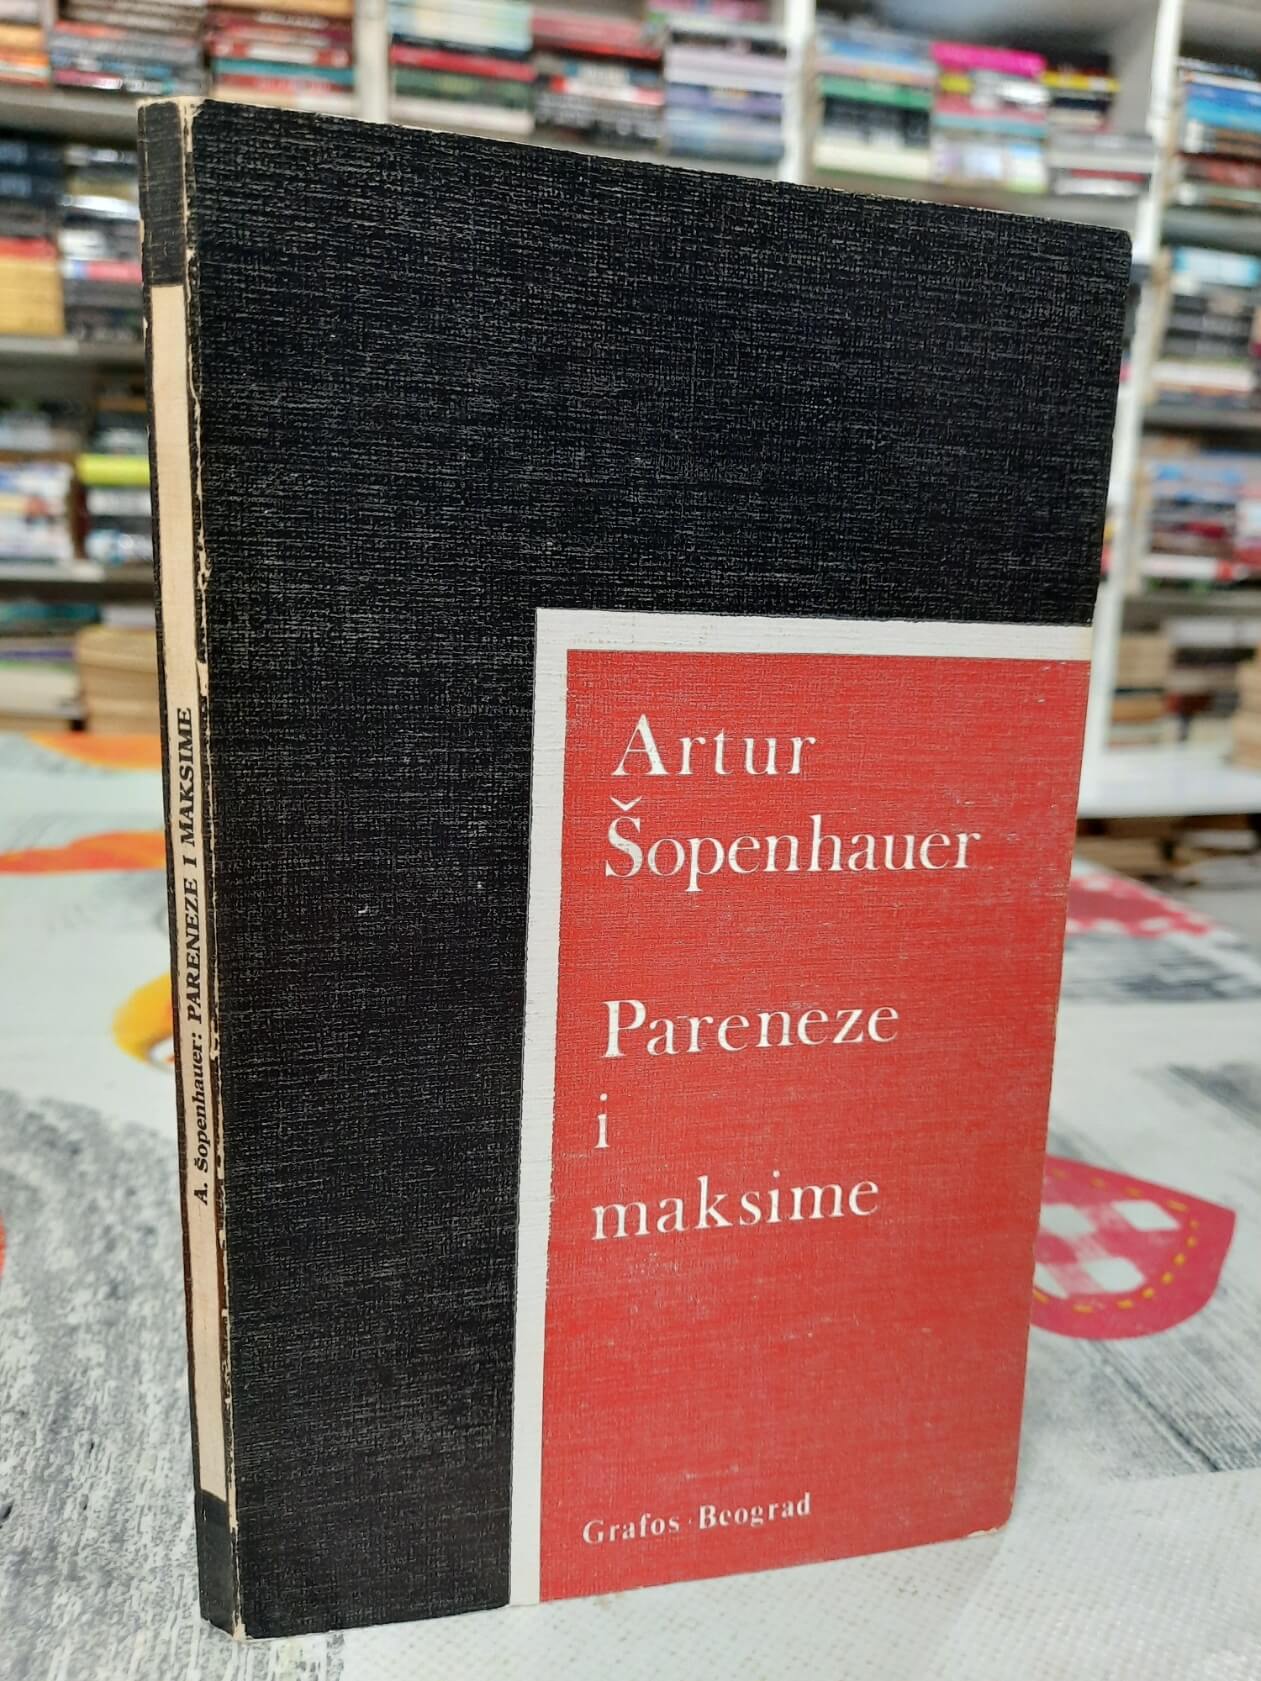 A. Šopenhauer: PARENEZE I MAKSIME
Artur
Šopenhauer
Pareneze
i
maksime
Grafos · Beograd